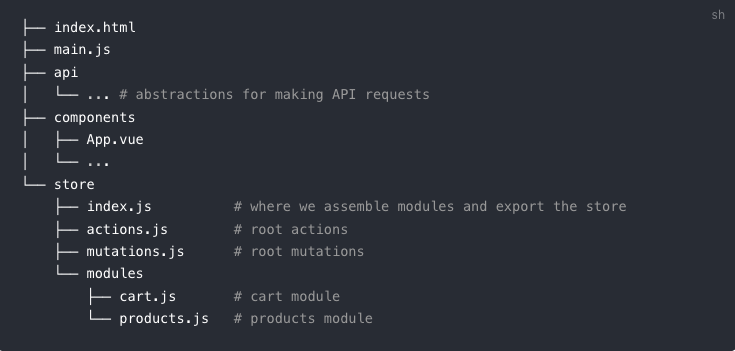 sh
├── index.html
├── main.js
├── api
│   └── ... # abstractions for making API requests
├── components
│   ├── App.vue
│   └── ...
└── store
    ├── index.js          # where we assemble modules and export the store
    ├── actions.js        # root actions
    ├── mutations.js      # root mutations
    └── modules
        ├── cart.js       # cart module
        └── products.js   # products module